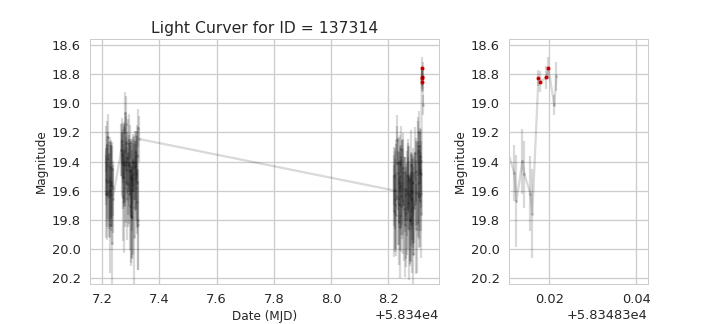 Light Curver for ID = 137314
Magnitude
18.6
18.8
19.0
19.2
19.4
19.6
19.8
20.0
20.2
7.2 7.4 7.6 7.8 8.0 8.2
Date (MJD)
+5.834e4
Magnitude
18.6
18.8
19.0
19.2
19.4
19.6
19.8
20.0
20.2
0.02 0.04
+5.83483e4